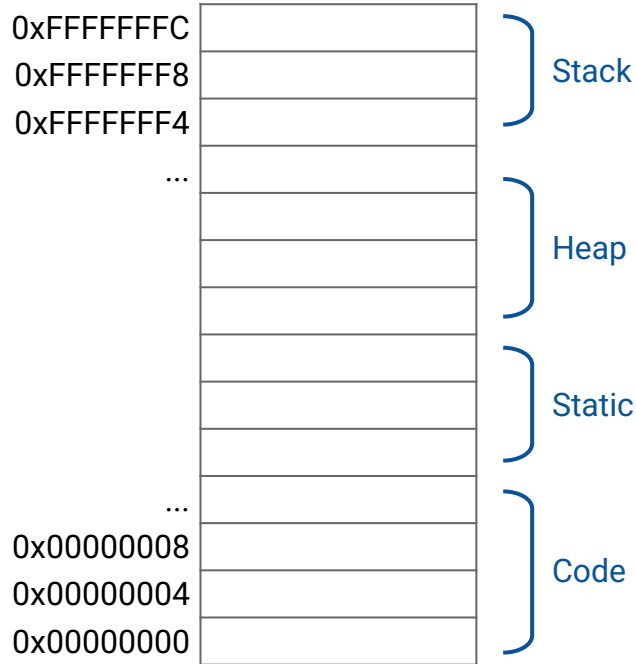 0xFFFFFFFC
0xFFFFFFF8
Stack
0xFFFFFFF4
...
Heap
Static
...
0x00000008
Code
0x00000004
0x00000000